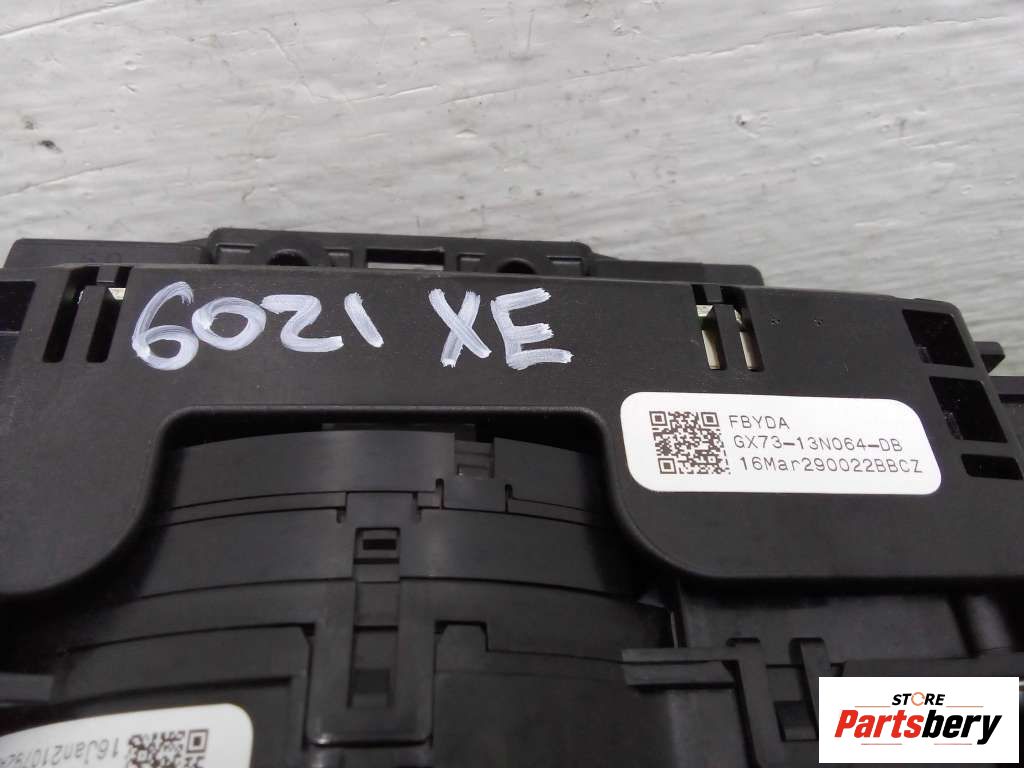 6021 XE
FBYDA
GX73-13N064-DB
16Mar290022BBCZ
STORE
Partsbery